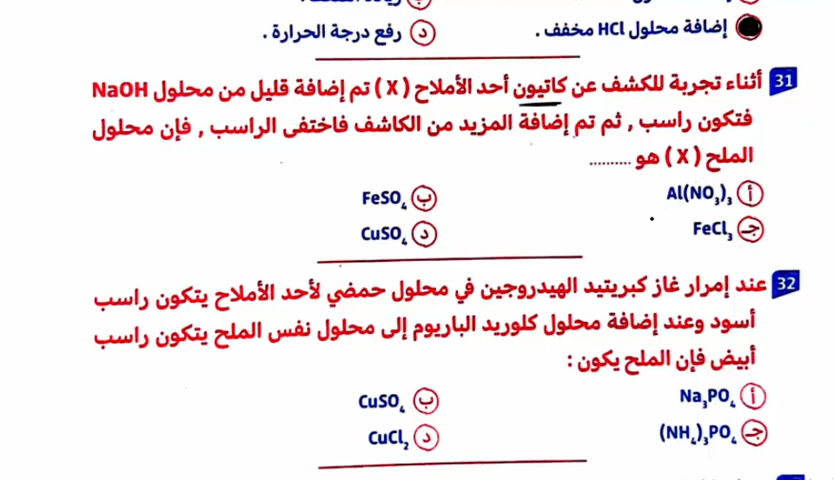 إضافة محلول HCl مخفف .
د رفع درجة الحرارة .
31 أثناء تجربة للكشف عن كاتيون أحد الأملاح ( X ) تم إضافة قليل من محلول NaOH
فتكون راسب , ثم تم إضافة المزيد من الكاشف فاختفى الراسب , فإن محلول
الملح ( X ) هو ..........
أ Al(NO₃)₃
ب FeSO₄
جـ FeCl₃
د CuSO₄
32 عند إمرار غاز كبريتيد الهيدروجين في محلول حمضي لأحد الأملاح يتكون راسب
أسود وعند إضافة محلول كلوريد الباريوم إلى محلول نفس الملح يتكون راسب
أبيض فإن الملح يكون :
أ Na₃PO₄
ب CuSO₄
جـ (NH₄)₃PO₄
د CuCl₂